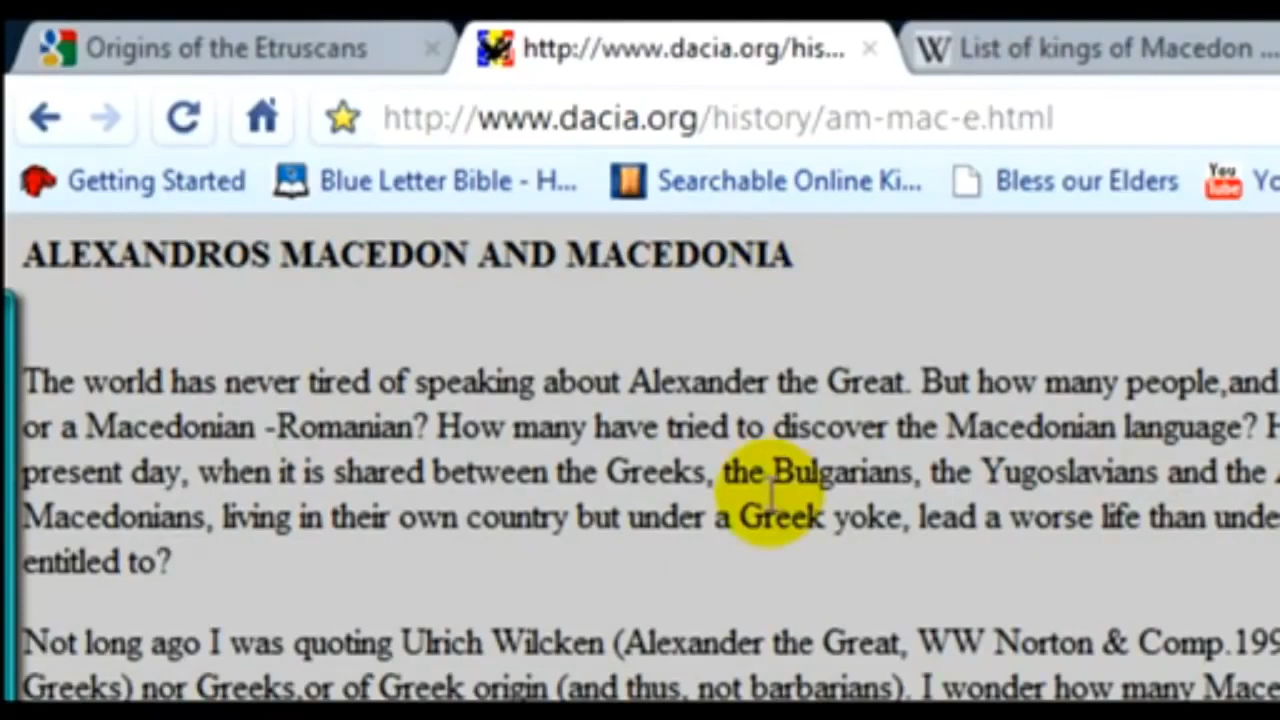 Origins of the Etruscans
http://www.dacia.org/his...
List of kings of Macedon ...
http://www.dacia.org/history/am-mac-e.html
Getting Started
Blue Letter Bible - H...
Searchable Online Ki...
Bless our Elders
You Tube
Yo
ALEXANDROS MACEDON AND MACEDONIA
The world has never tired of speaking about Alexander the Great. But how many people,and
or a Macedonian -Romanian? How many have tried to discover the Macedonian language? H
present day, when it is shared between the Greeks, the Bulgarians, the Yugoslavians and the
Macedonians, living in their own country but under a Greek yoke, lead a worse life than unde
entitled to?
Not long ago I was quoting Ulrich Wilcken (Alexander the Great, WW Norton & Comp.199
Greeks) nor Greeks,or of Greek origin (and thus, not barbarians). I wonder how many Mace